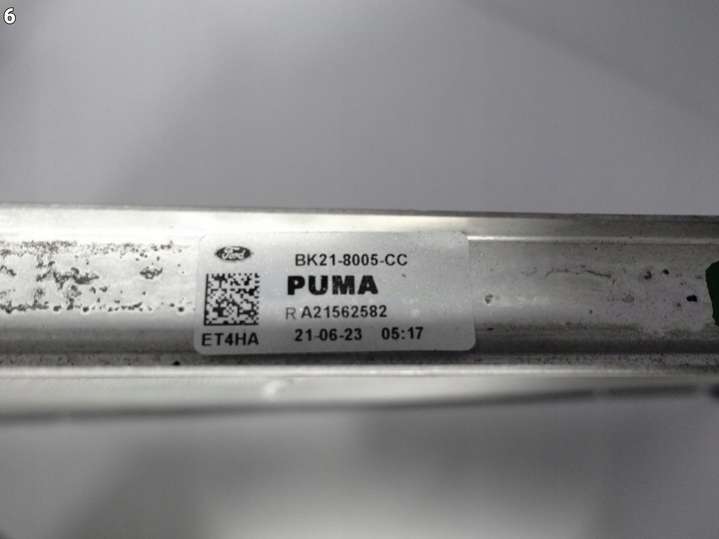 6
Ford
BK21-8005-CC
PUMA
R A21562582
ET4HA
21-06-23 05:17